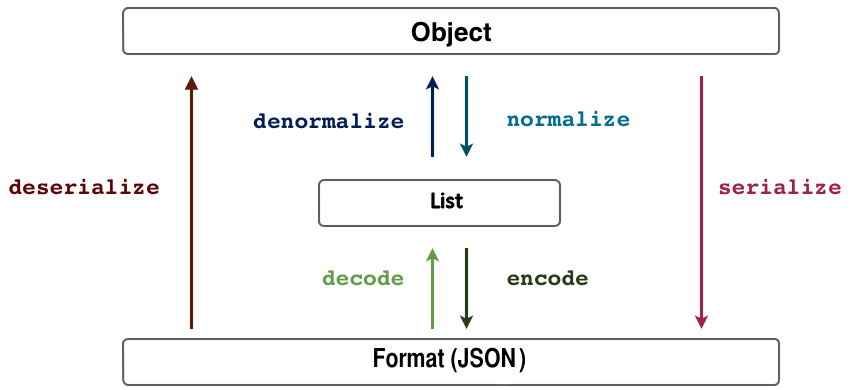 Object
denormalize
normalize
deserialize
serialize
List
decode
encode
Format (JSON)